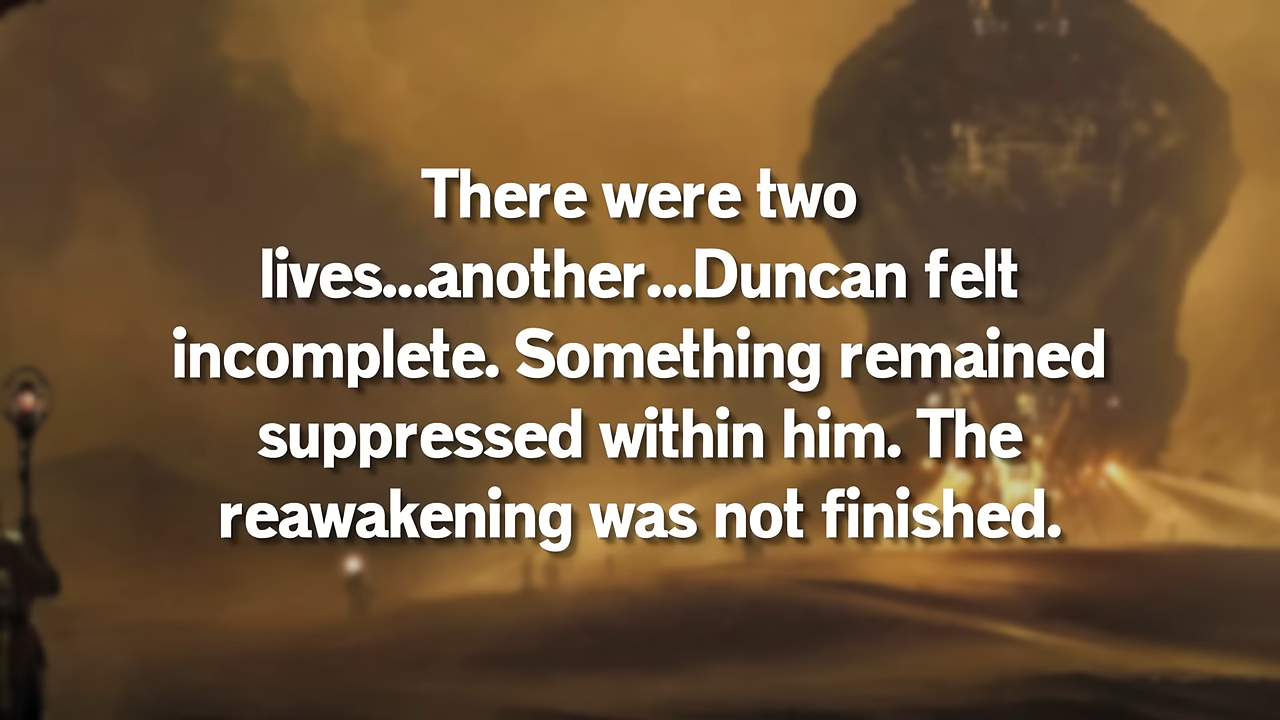 There were two
lives...another...Duncan felt
incomplete. Something remained
suppressed within him. The
reawakening was not finished.